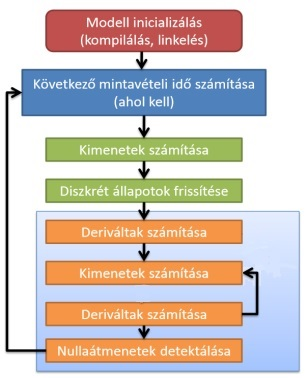 Modell inicializálás
(kompilálás, linkelés)
Következő mintavételi idő számítása
(ahol kell)
Kimenetek számítása
Diszkrét állapotok frissítése
Deriváltak számítása
Kimenetek számítása
Deriváltak számítása
Nullaátmenetek detektálása